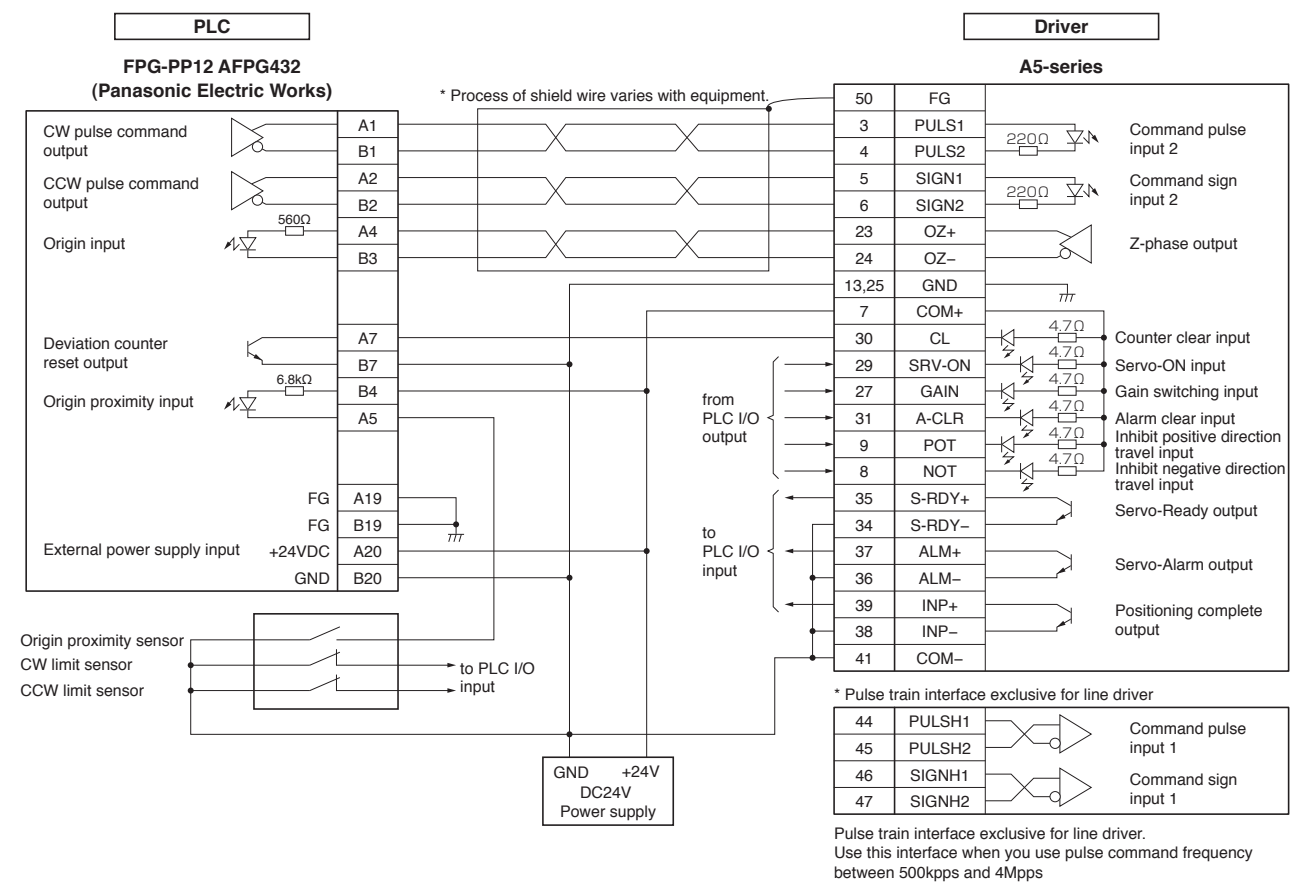 PLC
Driver
FPG-PP12 AFPG432
(Panasonic Electric Works)
A5-series
* Process of shield wire varies with equipment.
CW pulse command
output
A1
B1
CCW pulse command
output
A2
B2
560Ω
Origin input
A4
B3
Deviation counter
reset output
A7
B7
6.8kΩ
Origin proximity input
B4
A5
FG
A19
FG
B19
External power supply input
+24VDC
A20
GND
B20
50
FG
3
PULS1
4
PULS2
220Ω
Command pulse
input 2
5
SIGN1
6
SIGN2
220Ω
Command sign
input 2
23
OZ+
24
OZ−
Z-phase output
13,25
GND
7
COM+
30
CL
4.7Ω
Counter clear input
29
SRV-ON
4.7Ω
Servo-ON input
27
GAIN
4.7Ω
Gain switching input
31
A-CLR
4.7Ω
Alarm clear input
9
POT
4.7Ω
Inhibit positive direction
travel input
8
NOT
4.7Ω
Inhibit negative direction
travel input
from
PLC I/O
output
35
S-RDY+
34
S-RDY−
Servo-Ready output
to
PLC I/O
input
37
ALM+
36
ALM−
Servo-Alarm output
39
INP+
38
INP−
Positioning complete
output
41
COM−
Origin proximity sensor
CW limit sensor
CCW limit sensor
to PLC I/O
input
GND +24V
DC24V
Power supply
* Pulse train interface exclusive for line driver
44
PULSH1
45
PULSH2
Command pulse
input 1
46
SIGNH1
47
SIGNH2
Command sign
input 1
Pulse train interface exclusive for line driver.
Use this interface when you use pulse command frequency
between 500kpps and 4Mpps